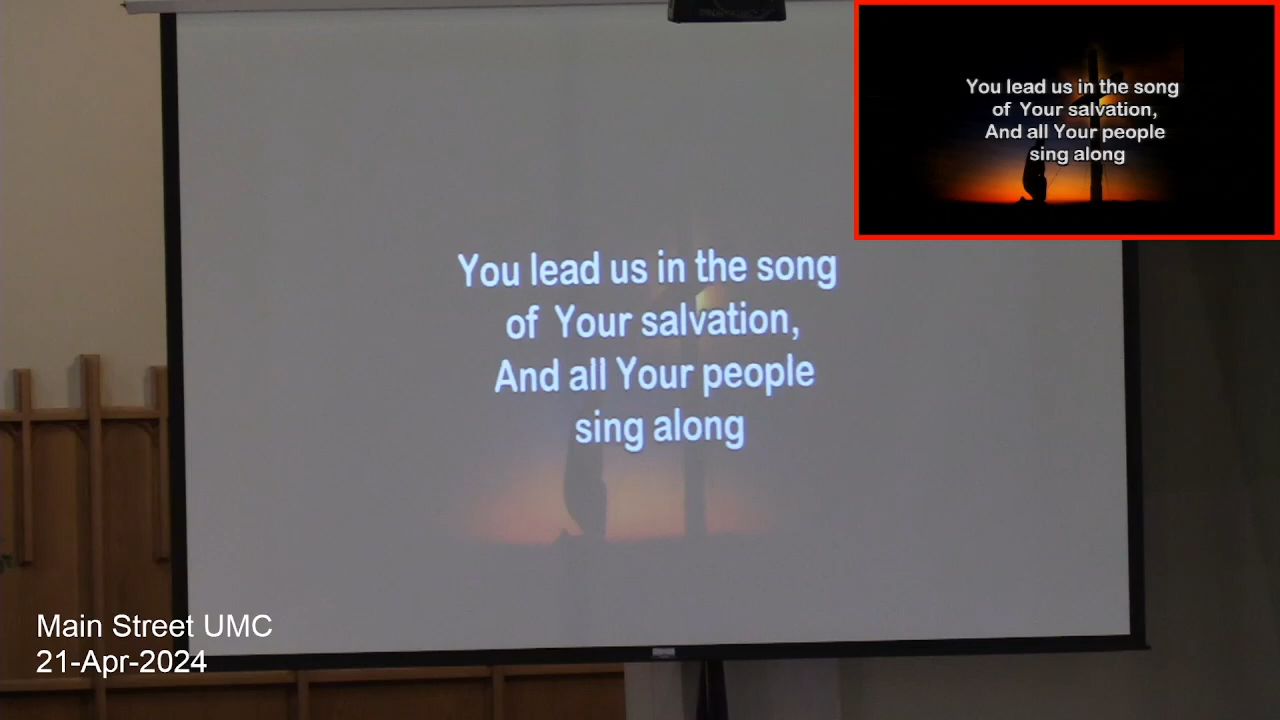 You lead us in the song
of Your salvation,
And all Your people
sing along
You lead us in the song
of Your salvation,
And all Your people
sing along
Main Street UMC
21-Apr-2024